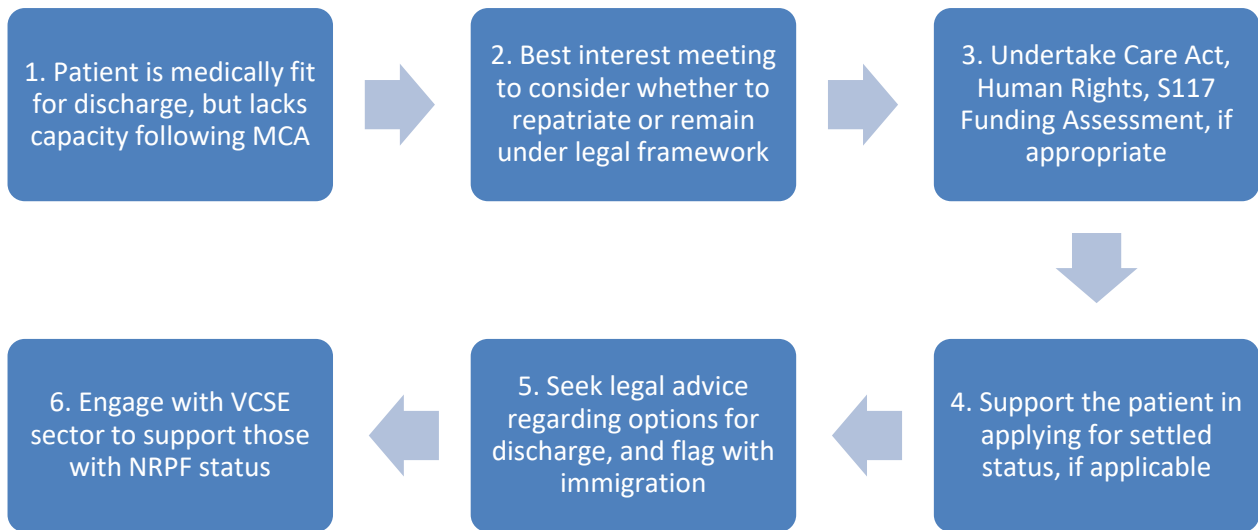 1. Patient is medically fit
for discharge, but lacks
capacity following MCA
2. Best interest meeting
to consider whether to
repatriate or remain
under legal framework
3. Undertake Care Act,
Human Rights, S117
Funding Assessment, if
appropriate
4. Support the patient in
applying for settled
status, if applicable
5. Seek legal advice
regarding options for
discharge, and flag with
immigration
6. Engage with VCSE
sector to support those
with NRPF status